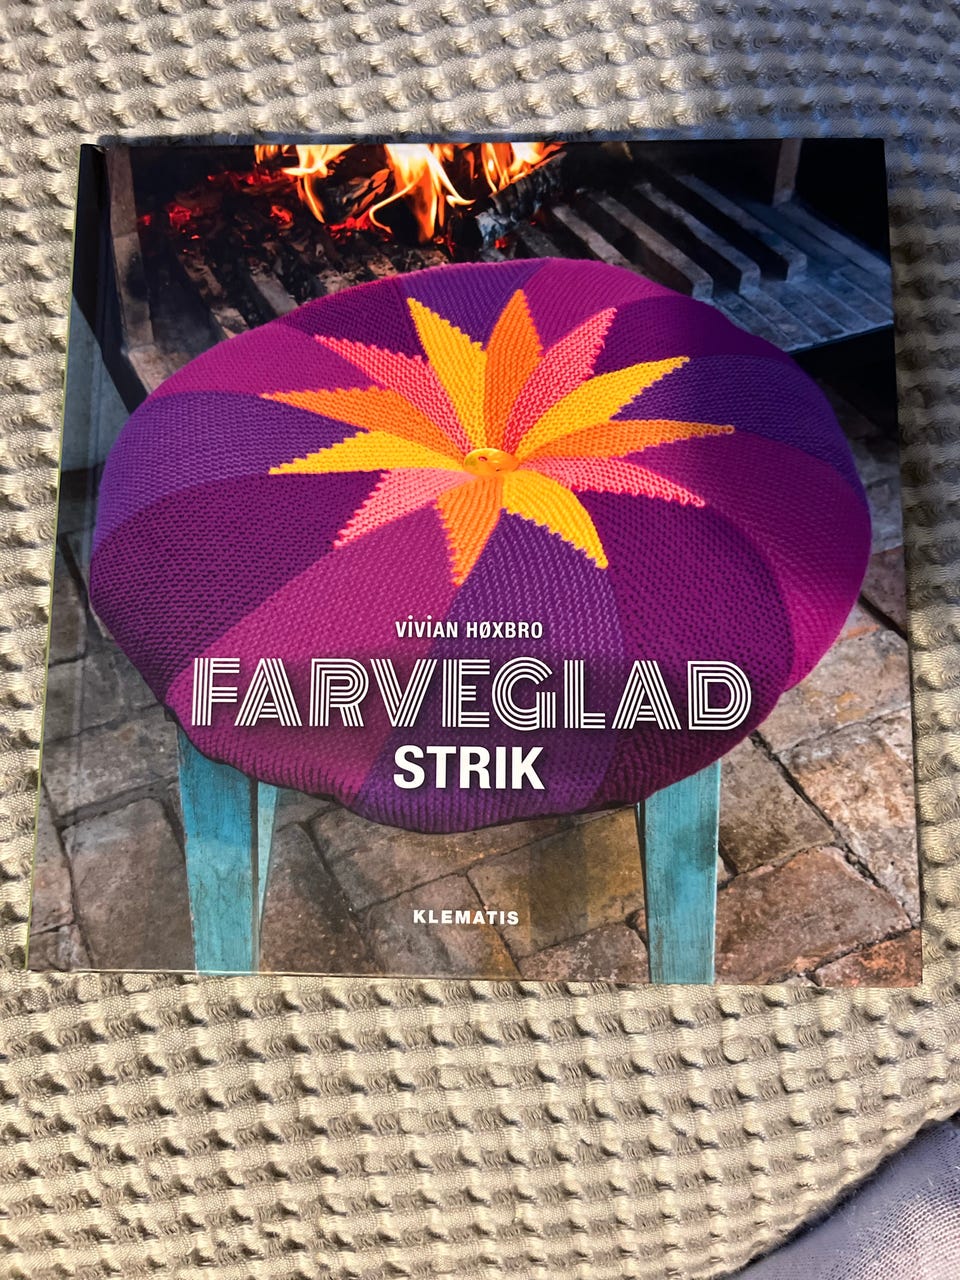 VIVIAN HØXBRO
FARVEGLAD
STRIK
KLEMATIS